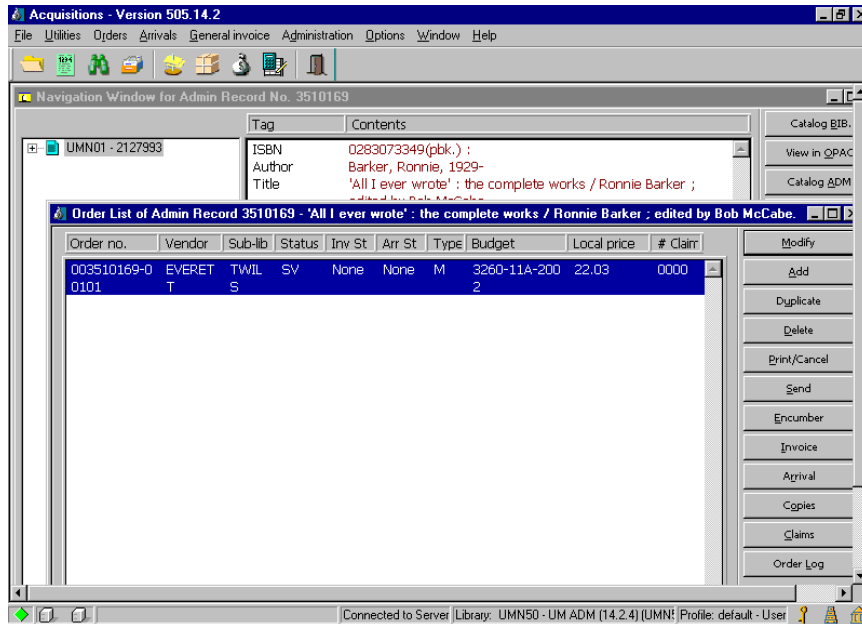 Acquisitions - Version 505.14.2
File Utilities Orders Arrivals General invoice Administration Options Window Help
Navigation Window for Admin Record No. 3510169
Tag Contents
Catalog BIB.
UMN01 - 2127993
ISBN 0283073349(pbk.) :
View in OPAC
Author Barker, Ronnie, 1929-
Title 'All I ever wrote' : the complete works / Ronnie Barker ;
Catalog ADM
edited by Bob McCabe
Order List of Admin Record 3510169 - 'All I ever wrote' : the complete works / Ronnie Barker ; edited by Bob McCabe.
Order no. Vendor Sub-lib Status Inv St Arr St Type Budget Local price # Claim
Modify
003510169-0 EVERET TWIL SV None None M 3260-11A-200 22.03 0000
0101 T S 2
Add
Duplicate
Delete
Print/Cancel
Send
Encumber
Invoice
Arrival
Copies
Claims
Order Log
Connected to Server Library: UMN50 - UM ADM (14.2.4) (UMN5 Profile: default - User